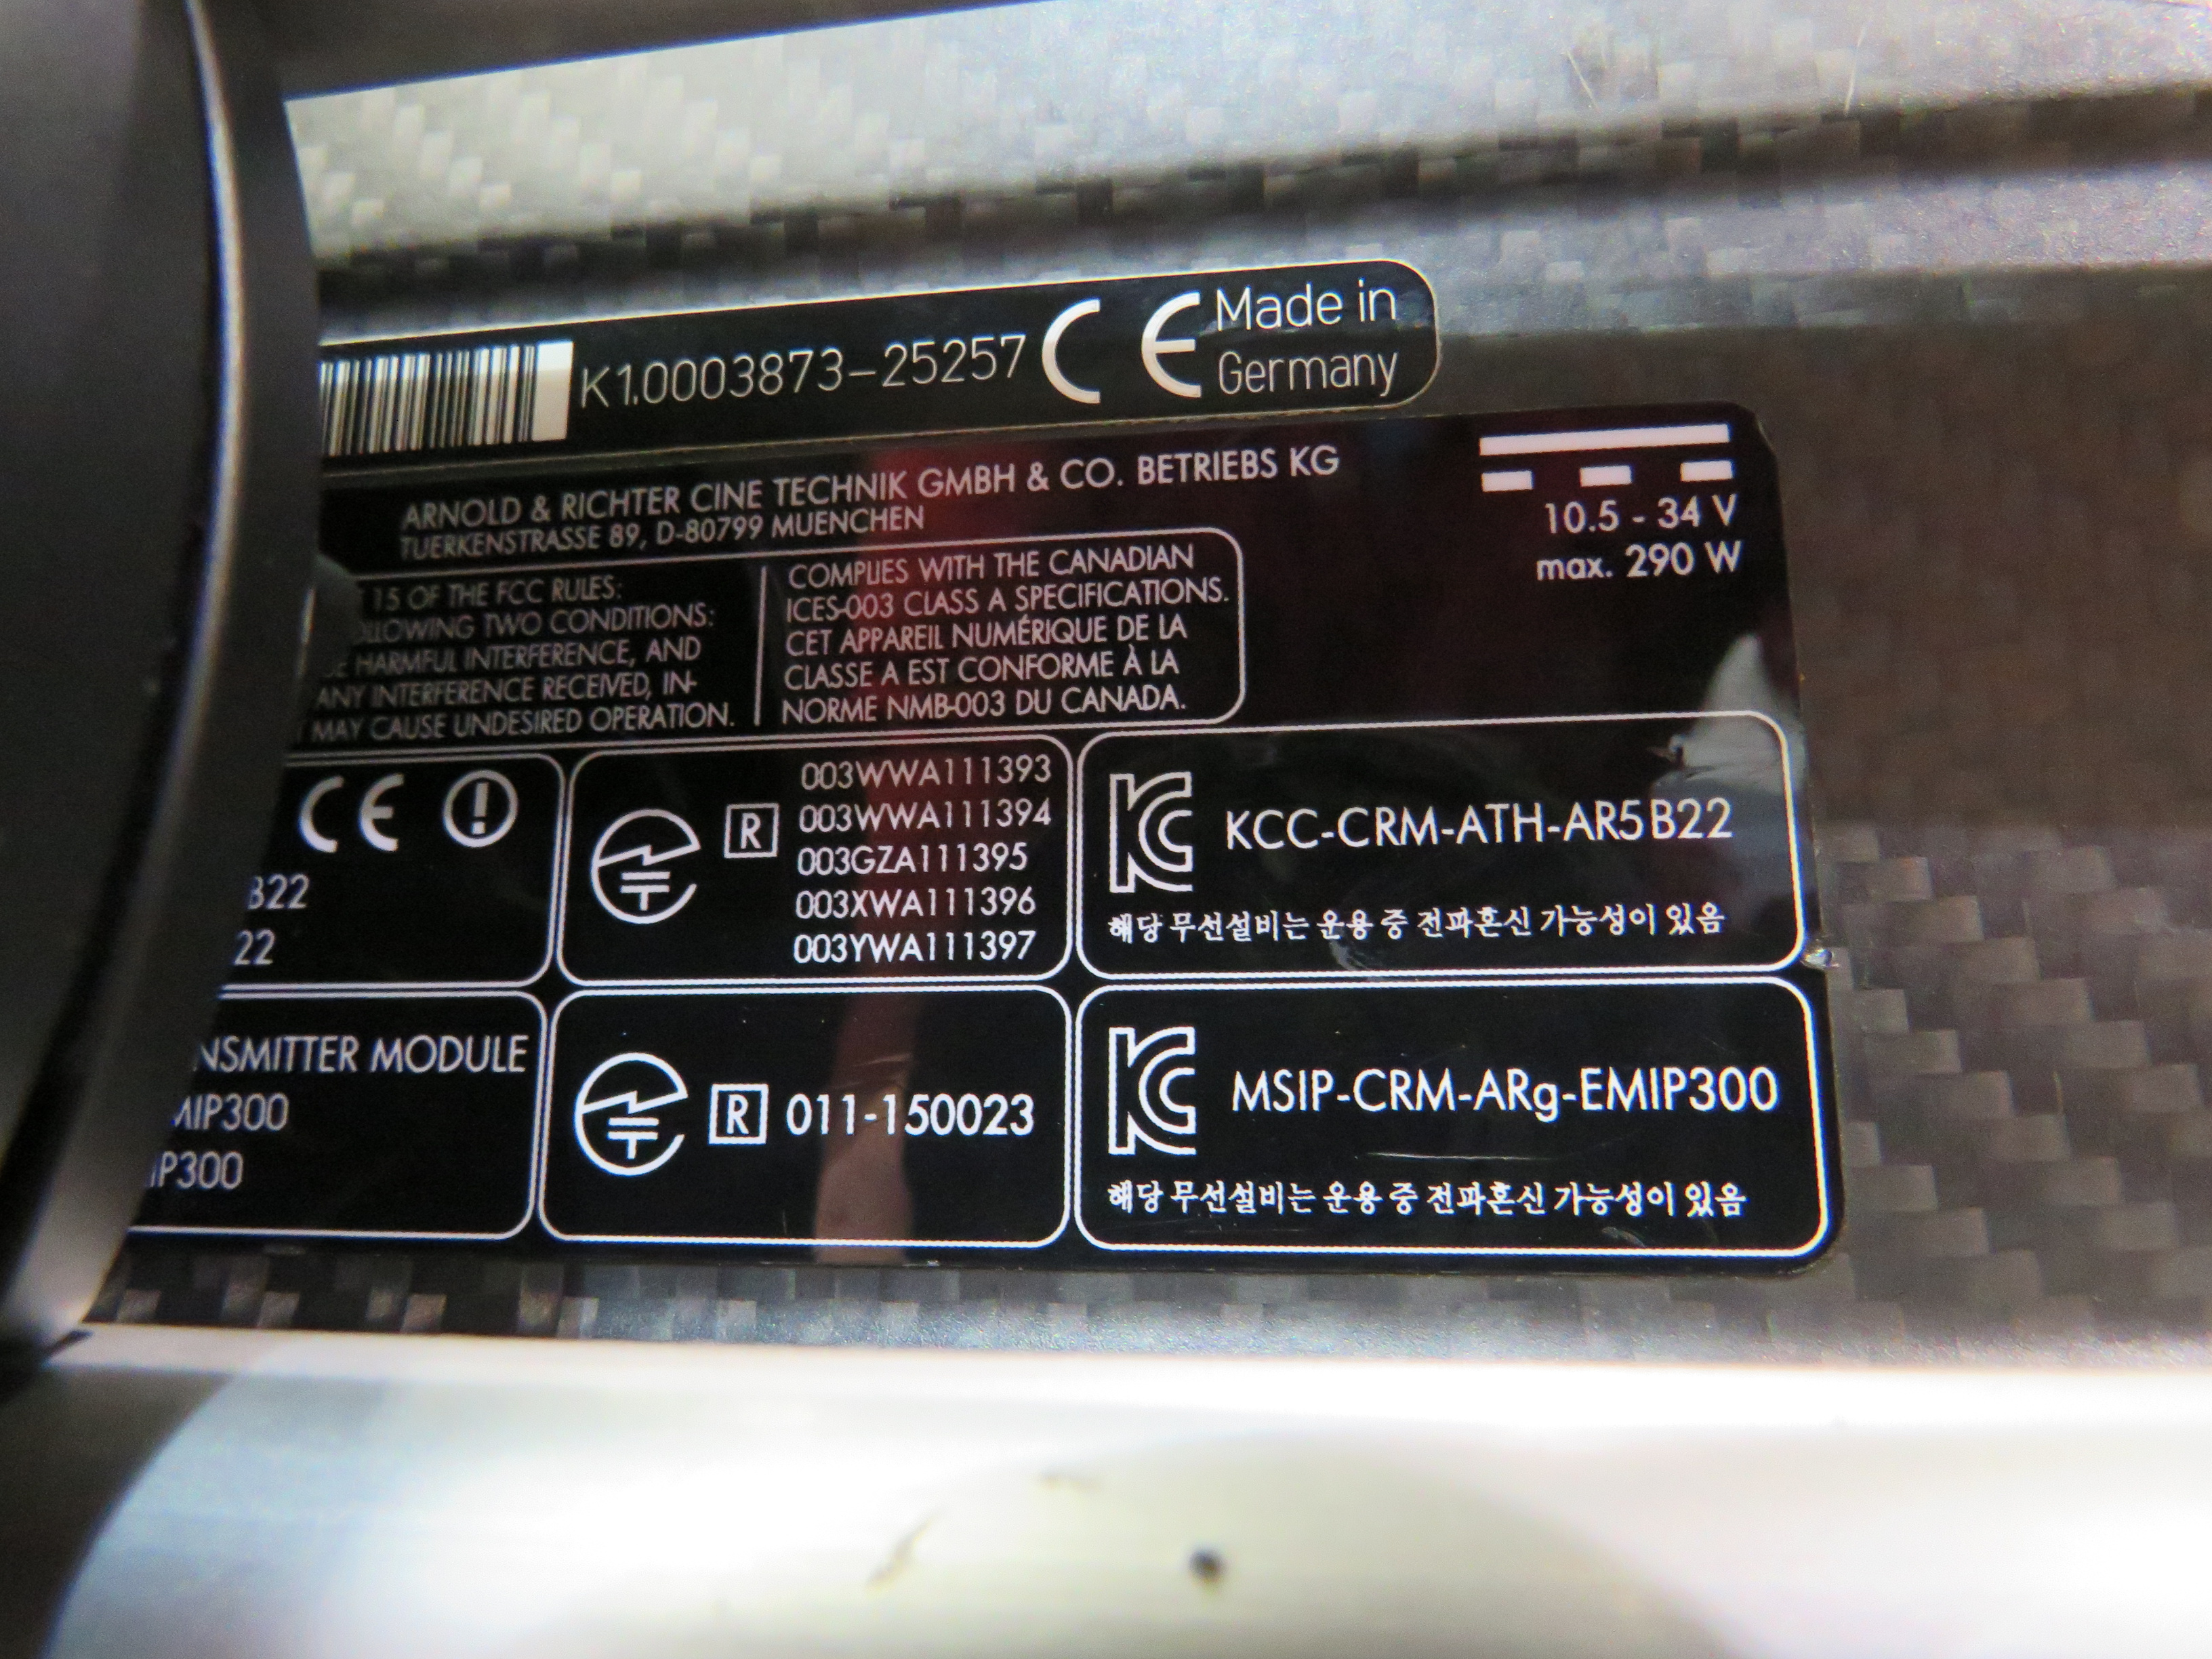 K1.0003873-25257 CE Made in
Germany
ARNOLD & RICHTER CINE TECHNIK GMBH & CO. BETRIEBS KG
TUERKENSTRASSE 89, D-80799 MUENCHEN
10.5 - 34 V
max. 290 W
15 OF THE FCC RULES:
TWO CONDITIONS:
HARMFUL INTERFERENCE, AND
ANY INTERFERENCE RECEIVED, IN-
MAY CAUSE UNDESIRED OPERATION.
COMPLIES WITH THE CANADIAN
ICES-003 CLASS A SPECIFICATIONS.
CET APPAREIL NUMÉRIQUE DE LA
CLASSE A EST CONFORME À LA
NORME NMB-003 DU CANADA.
CE
B22
22
R
003WWA111393
003WWA111394
003GZA111395
003XWA111396
003YWA111397
KC KCC-CRM-ATH-AR5B22
해당 무선설비는 운용 중 전파혼신 가능성이 있음
NSMITTER MODULE
MIP300
IP300
R 011-150023
KC MSIP-CRM-ARg-EMIP300
해당 무선설비는 운용 중 전파혼신 가능성이 있음